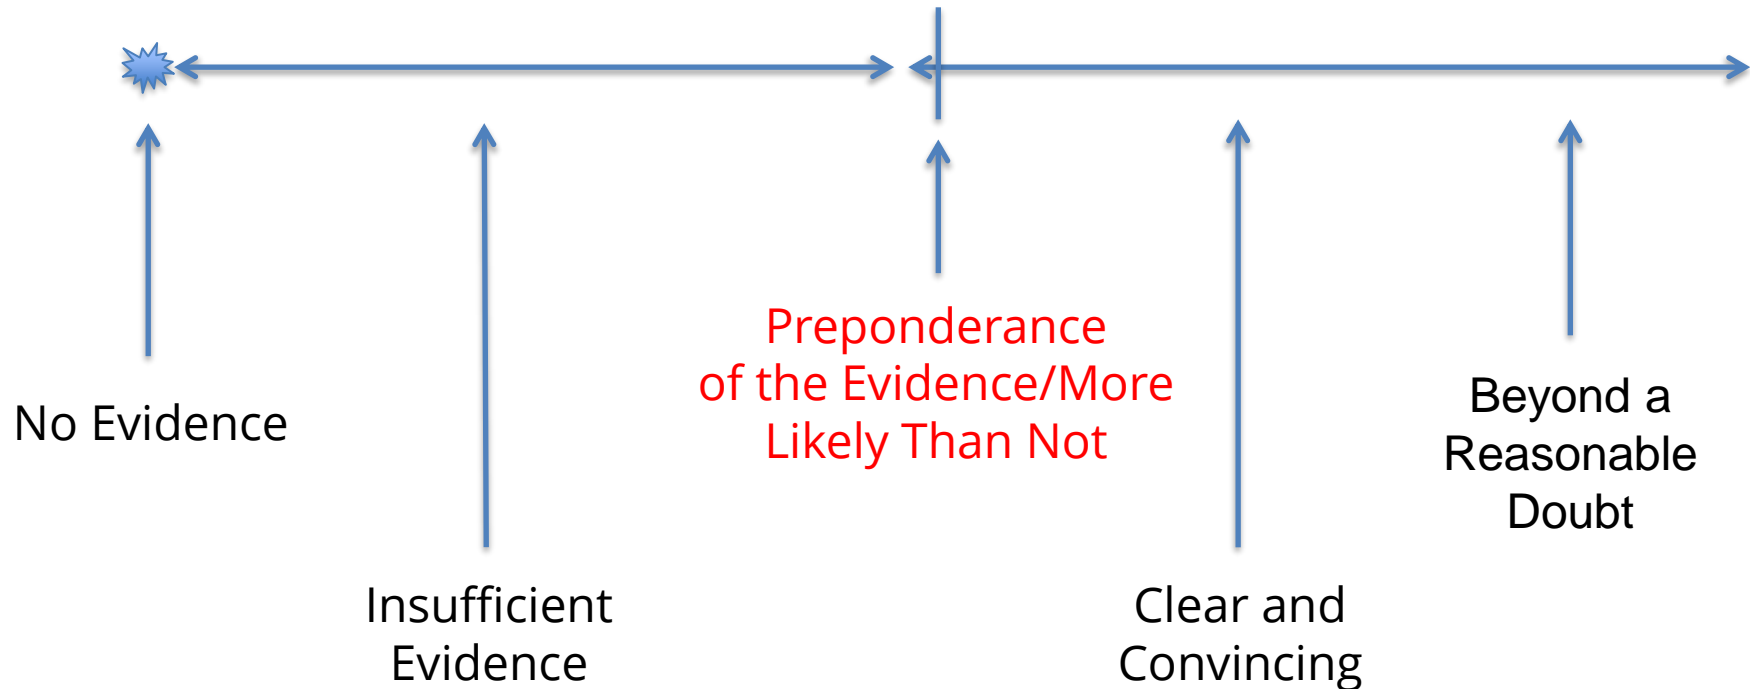 No Evidence
Insufficient
Evidence
Preponderance
of the Evidence/More
Likely Than Not
Clear and
Convincing
Beyond a
Reasonable
Doubt